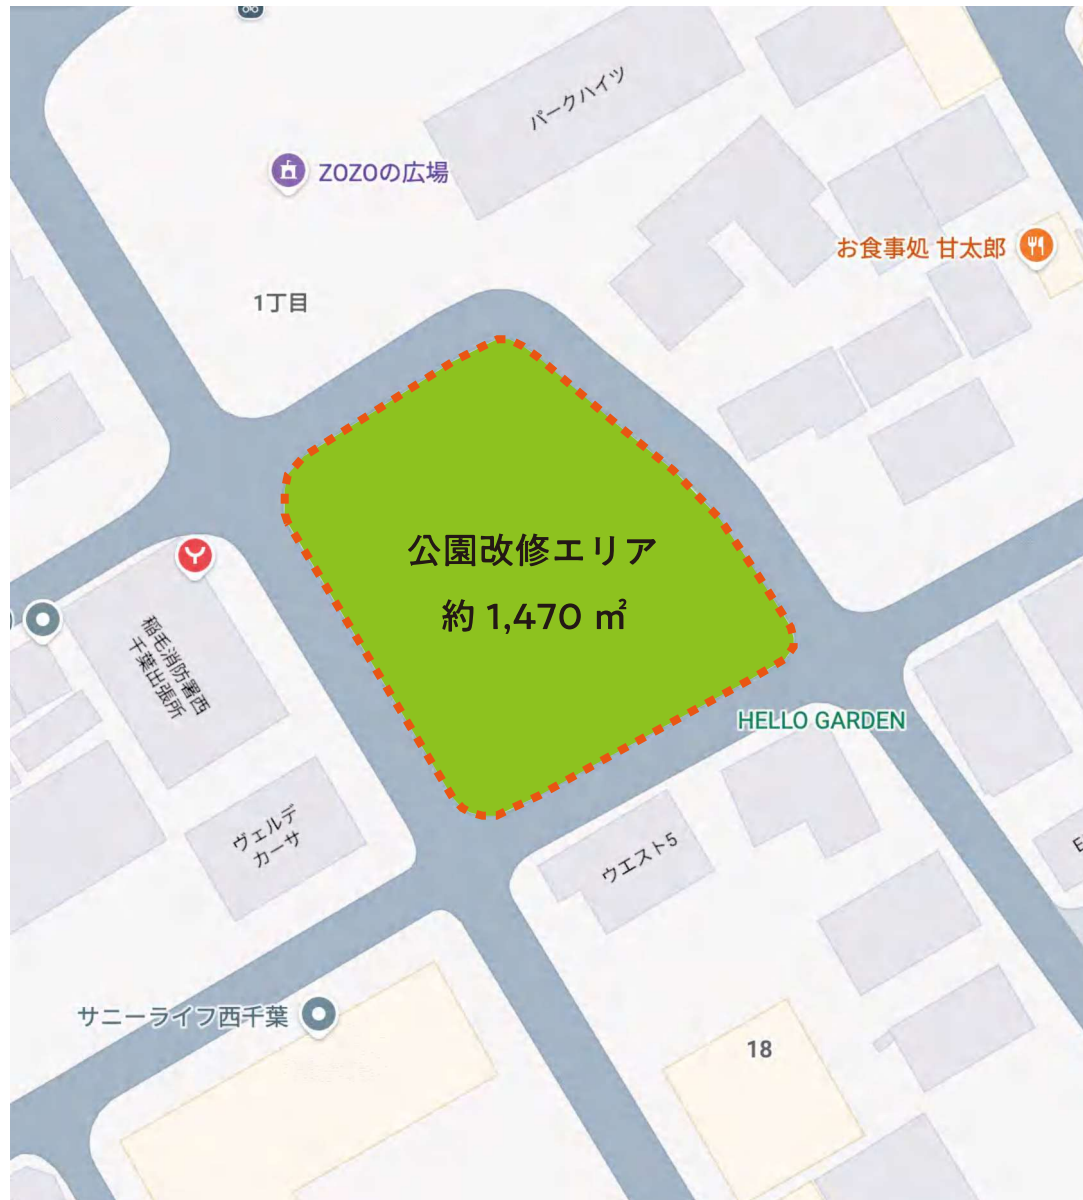 パークハイツ
ZOZOの広場
お食事処 甘太郎
1丁目
公園改修エリア
約 1,470 ㎡
稲毛消防署西
千葉出張所
HELLO GARDEN
ヴェルデ
カーサ
ウエスト5
E
サニーライフ西千葉
18